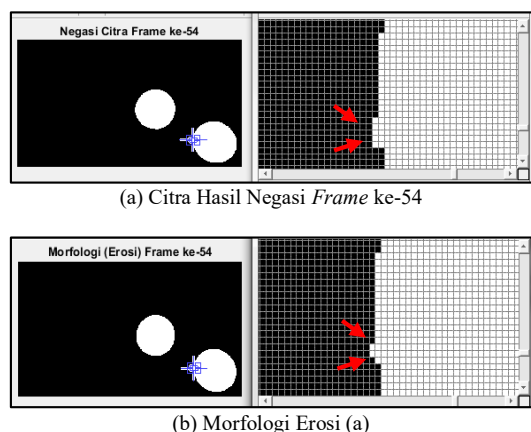 Negasi Citra Frame ke-54
(a) Citra Hasil Negasi Frame ke-54
Morfologi (Erosi) Frame ke-54
(b) Morfologi Erosi (a)